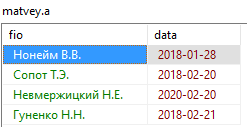 matvey.a
fio data
Нонейм В.В. 2018-01-28
Сопот Т.Э. 2018-02-20
Невмержицкий Н.Е. 2020-02-20
Гуненко Н.Н. 2018-02-21